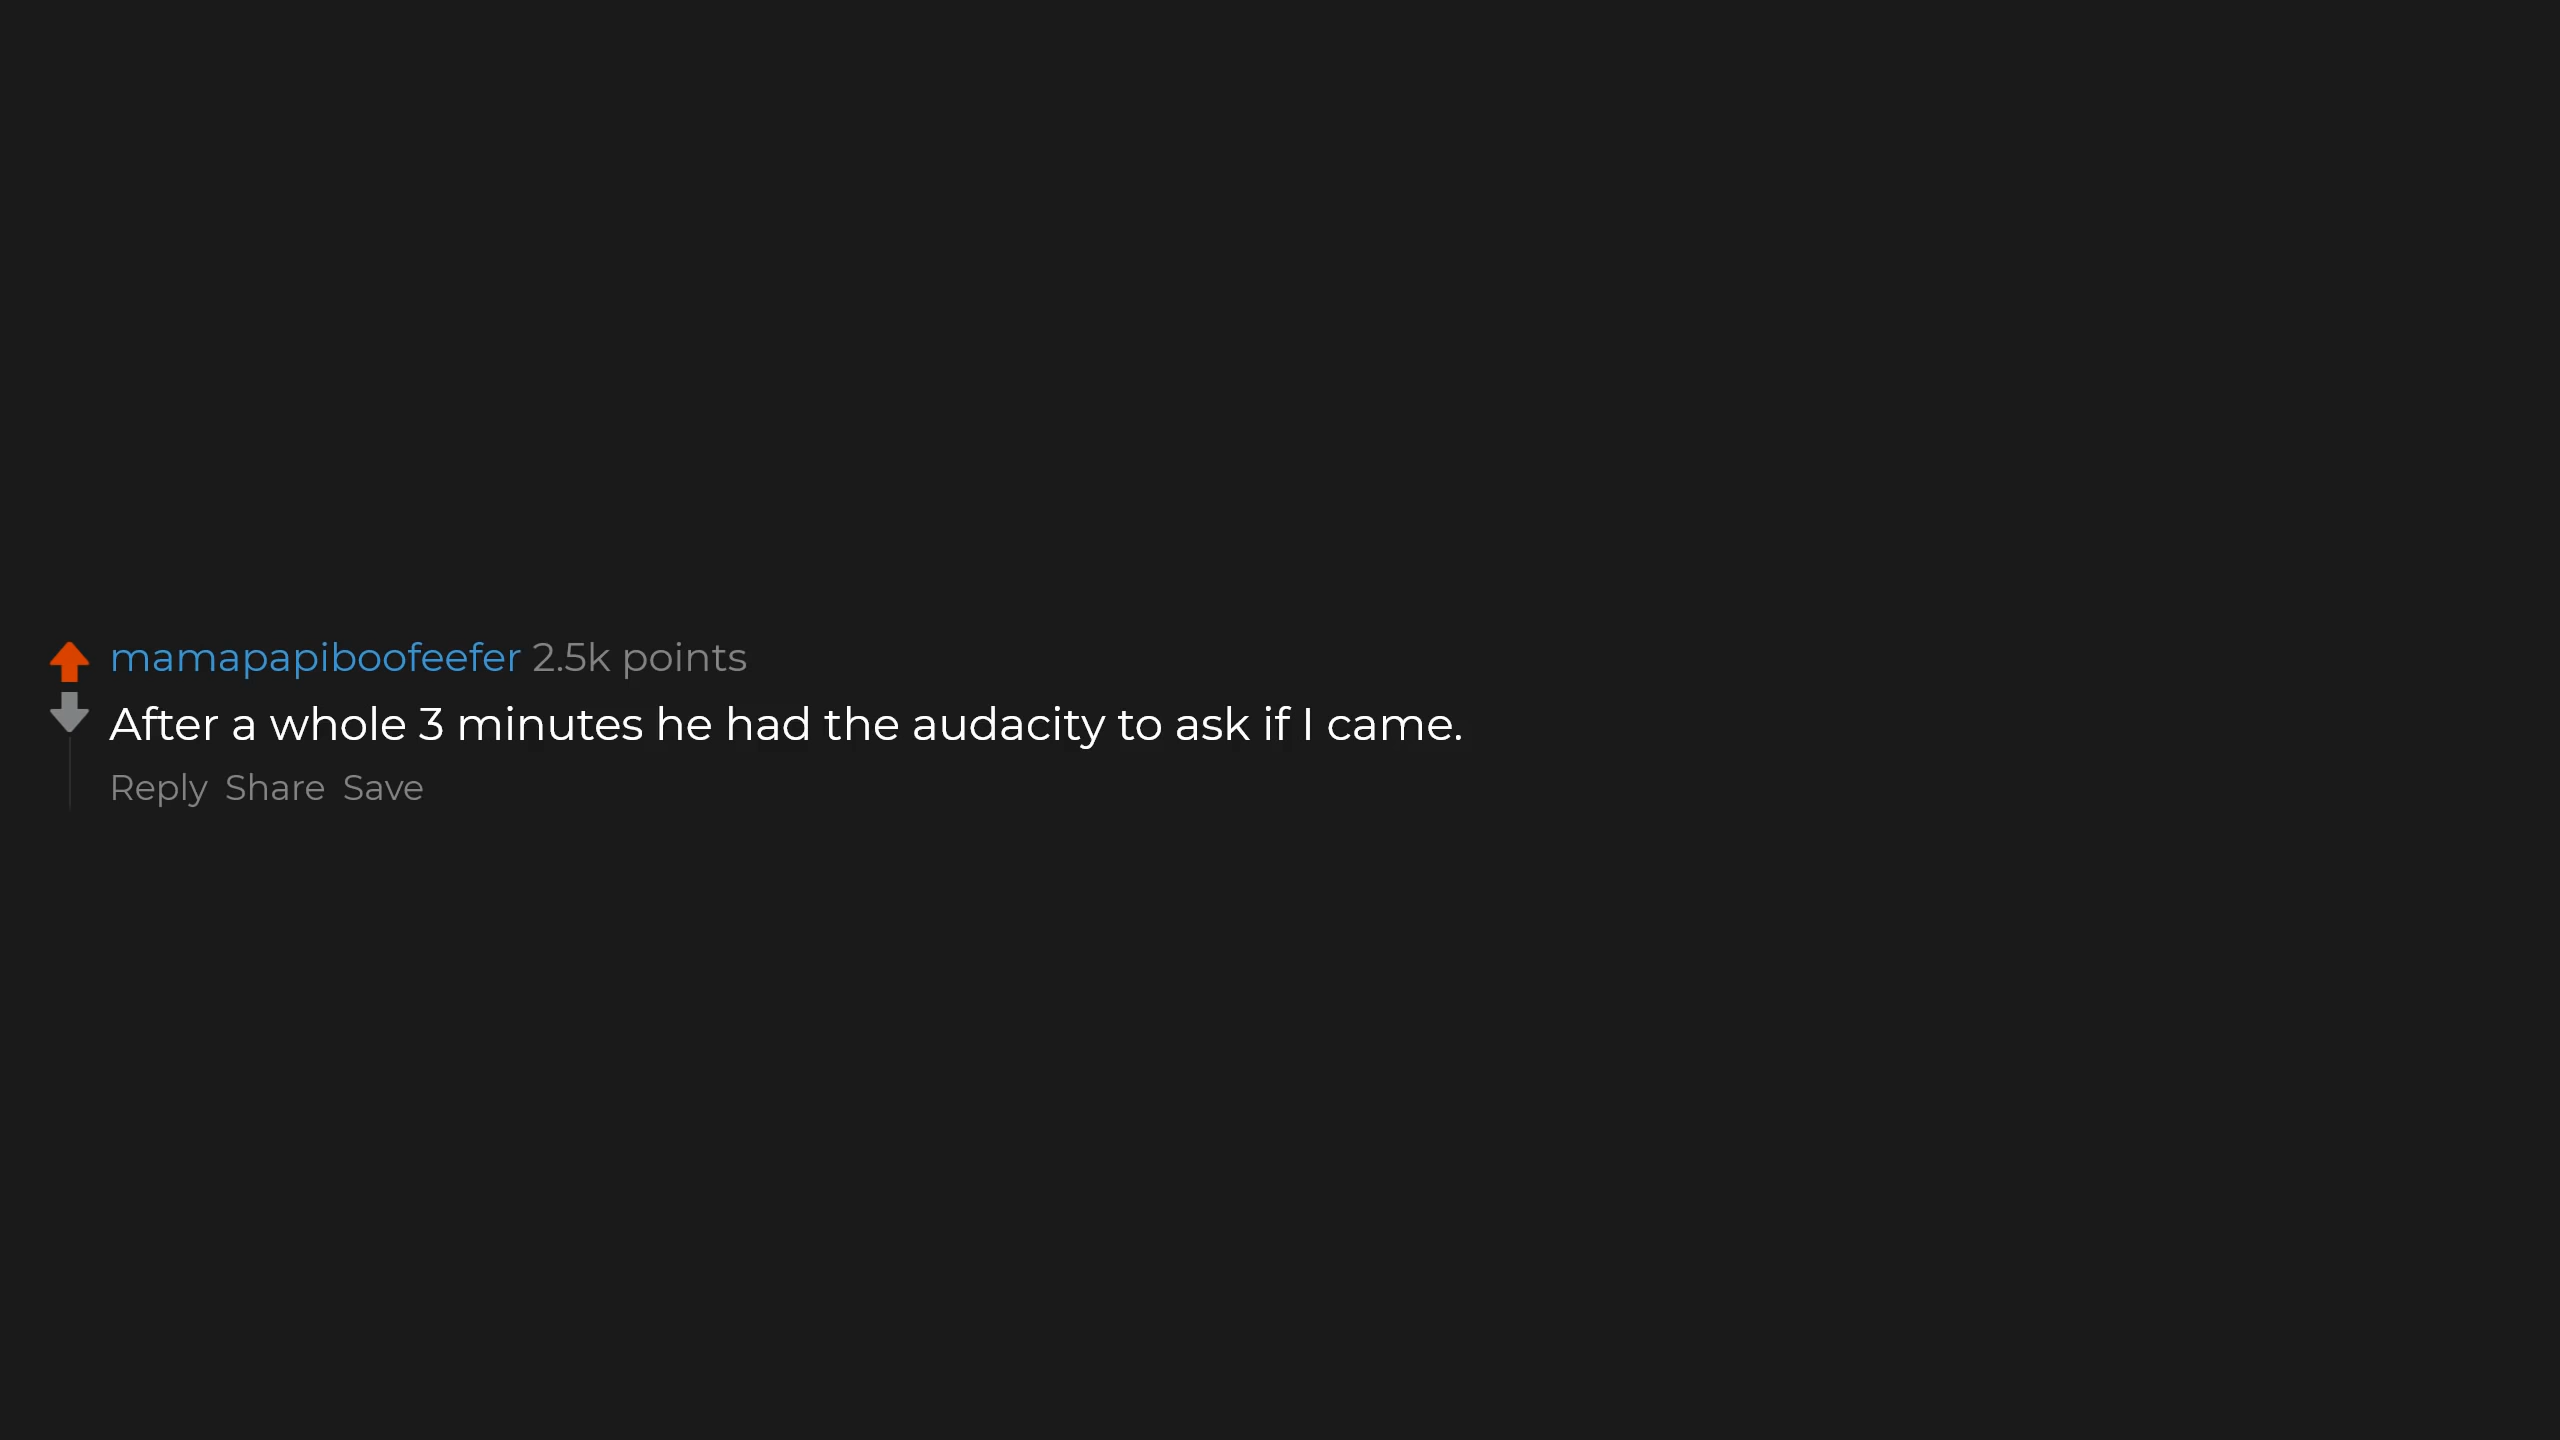 mamapapiboofeefer 2.5k points
After a whole 3 minutes he had the audacity to ask if I came.
Reply Share Save